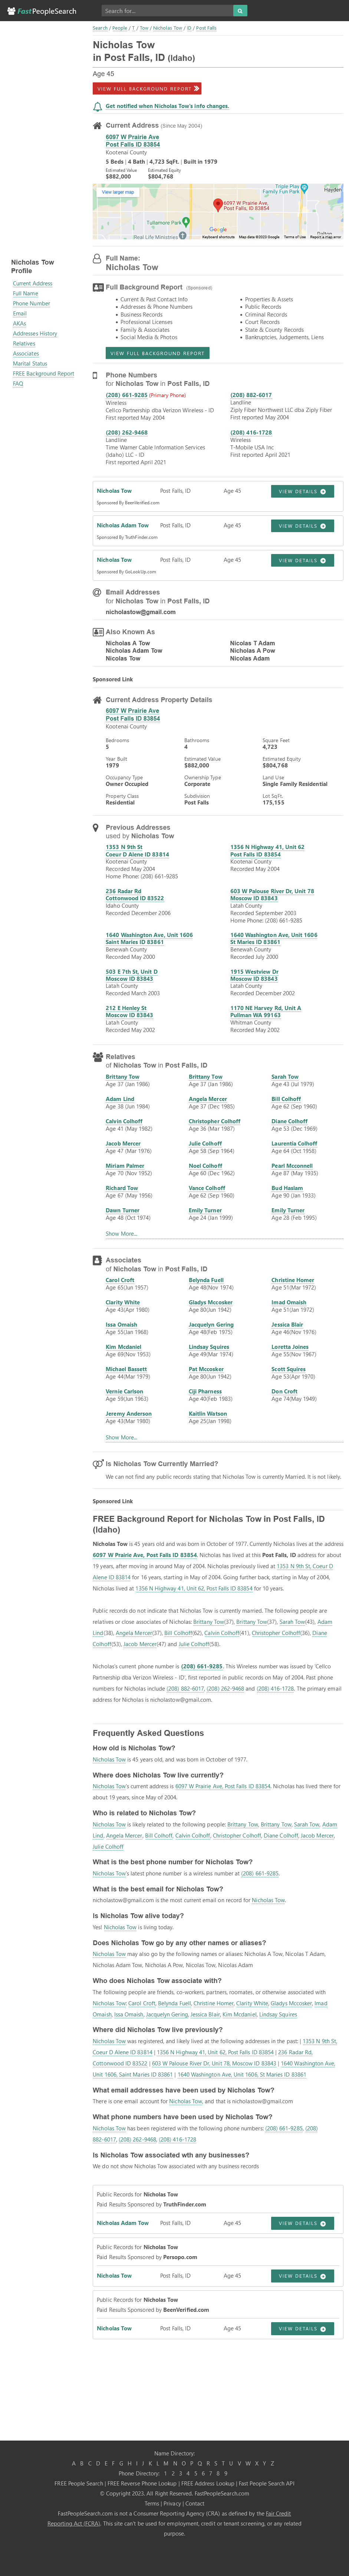 FastPeopleSearch
Search for...
Search / People / T / Tow / Nicholas Tow / ID / Post Falls
Nicholas Tow
in Post Falls, ID (Idaho)
Age 45
VIEW FULL BACKGROUND REPORT
Get notified when Nicholas Tow's info changes.
Nicholas Tow
Profile
Current Address
Full Name
Phone Number
Email
AKAs
Addresses History
Relatives
Associates
Marital Status
FREE Background Report
FAQ
Current Address (Since May 2004)
6097 W Prairie Ave
Post Falls ID 83854
Kootenai County
5 Beds | 4 Bath | 4,723 SqFt. | Built in 1979
Estimated Value Estimated Equity
$882,000 $804,768
View larger map
Triple Play
Family Fun Park
Hayden
6097 W Prairie Ave,
Post Falls, ID 83854
Tullamore Park
Real Life Ministries
Google
Dalton
Keyboard shortcuts Map data ©2023 Google Terms of Use Report a map error
Full Name:
Nicholas Tow
Full Background Report (Sponsored)
Current & Past Contact Info
Addresses & Phone Numbers
Business Records
Professional Licenses
Family & Associates
Social Media & Photos
Properties & Assets
Public Records
Criminal Records
Court Records
State & County Records
Bankruptcies, Judgements, Liens
VIEW FULL BACKGROUND REPORT
Phone Numbers
for Nicholas Tow in Post Falls, ID
(208) 661-9285 (Primary Phone)
Wireless
Cellco Partnership dba Verizon Wireless - ID
First reported May 2004
(208) 882-6017
Landline
Ziply Fiber Northwest LLC dba Ziply Fiber
First reported May 2004
(208) 262-9468
Landline
Time Warner Cable Information Services
(Idaho) LLC - ID
First reported April 2021
(208) 416-1728
Wireless
T-Mobile USA Inc
First reported April 2021
Nicholas Tow Post Falls, ID Age 45 VIEW DETAILS
Sponsored By BeenVerified.com
Nicholas Adam Tow Post Falls, ID Age 45 VIEW DETAILS
Sponsored By TruthFinder.com
Nicholas Tow Post Falls, ID Age 45 VIEW DETAILS
Sponsored By GoLookUp.com
Email Addresses
for Nicholas Tow in Post Falls, ID
nicholastow@gmail.com
Also Known As
Nicholas A Tow
Nicholas Adam Tow
Nicolas Tow
Nicolas T Adam
Nicholas A Pow
Nicolas Adam
Sponsored Link
Current Address Property Details
6097 W Prairie Ave
Post Falls ID 83854
Kootenai County
Bedrooms Bathrooms Square Feet
5 4 4,723
Year Built Estimated Value Estimated Equity
1979 $882,000 $804,768
Occupancy Type Ownership Type Land Use
Owner Occupied Corporate Single Family Residential
Property Class Subdivision Lot SqFt.
Residential Post Falls 175,155
Previous Addresses
used by Nicholas Tow
1353 N 9th St
Coeur D Alene ID 83814
Kootenai County
Recorded May 2004
Home Phone: (208) 661-9285
1356 N Highway 41, Unit 62
Post Falls ID 83854
Kootenai County
Recorded May 2004
236 Radar Rd
Cottonwood ID 83522
Idaho County
Recorded December 2006
603 W Palouse River Dr, Unit 78
Moscow ID 83843
Latah County
Recorded September 2003
Home Phone: (208) 661-9285
1640 Washington Ave, Unit 1606
Saint Maries ID 83861
Benewah County
Recorded May 2000
1640 Washington Ave, Unit 1606
St Maries ID 83861
Benewah County
Recorded July 2000
503 E 7th St, Unit D
Moscow ID 83843
Latah County
Recorded March 2003
1915 Westview Dr
Moscow ID 83843
Latah County
Recorded December 2002
212 E Henley St
Moscow ID 83843
Latah County
Recorded May 2002
1170 NE Harvey Rd, Unit A
Pullman WA 99163
Whitman County
Recorded May 2002
Relatives
of Nicholas Tow in Post Falls, ID
Brittany Tow Brittany Tow Sarah Tow
Age 37 (Jan 1986) Age 37 (Jan 1986) Age 43 (Jul 1979)
Adam Lind Angela Mercer Bill Colhoff
Age 38 (Jun 1984) Age 37 (Dec 1985) Age 62 (Sep 1960)
Calvin Colhoff Christopher Colhoff Diane Colhoff
Age 41 (May 1982) Age 36 (Mar 1987) Age 53 (Dec 1969)
Jacob Mercer Julie Colhoff Laurentia Colhoff
Age 47 (Mar 1976) Age 58 (Sep 1964) Age 64 (Oct 1958)
Miriam Palmer Noel Colhoff Pearl Mcconnell
Age 70 (Nov 1952) Age 60 (Dec 1962) Age 87 (May 1935)
Richard Tow Vance Colhoff Bud Haslam
Age 67 (May 1956) Age 62 (Sep 1960) Age 90 (Jan 1933)
Dawn Turner Emily Turner Emily Turner
Age 48 (Oct 1974) Age 24 (Jan 1999) Age 28 (Feb 1995)
Show More...
Associates
of Nicholas Tow in Post Falls, ID
Carol Croft Belynda Fuell Christine Horner
Age 65(Jun 1957) Age 48(Nov 1974) Age 51(Mar 1972)
Clarity White Gladys Mccosker Imad Omaish
Age 43(Apr 1980) Age 80(Jun 1942) Age 51(Jan 1972)
Issa Omaish Jacquelyn Gering Jessica Blair
Age 55(Jan 1968) Age 48(Feb 1975) Age 46(Nov 1976)
Kim Mcdaniel Lindsay Squires Loretta Joines
Age 69(Nov 1953) Age 49(Mar 1974) Age 55(Nov 1967)
Michael Bassett Pat Mccosker Scott Squires
Age 44(Mar 1979) Age 80(Jun 1942) Age 53(Apr 1970)
Vernie Carlson Ciji Pharness Don Croft
Age 59(Jun 1963) Age 40(Feb 1983) Age 74(May 1949)
Jeremy Anderson Kaitlin Watson
Age 43(Mar 1980) Age 25(Jan 1998)
Show More...
Is Nicholas Tow Currently Married?
We can not find any public records stating that Nicholas Tow is currently Married. It is not likely.
Sponsored Link
FREE Background Report for Nicholas Tow in Post Falls, ID
(Idaho)
Nicholas Tow is 45 years old and was born in October of 1977. Currently Nicholas lives at the address
6097 W Prairie Ave, Post Falls ID 83854. Nicholas has lived at this Post Falls, ID address for about
19 years, after moving in around May of 2004. Nicholas previously lived at 1353 N 9th St, Coeur D
Alene ID 83814 for 16 years, starting in May of 2004. Going further back, starting in May of 2004,
Nicholas lived at 1356 N Highway 41, Unit 62, Post Falls ID 83854 for 10 years.
Public records do not indicate that Nicholas Tow is currently married. The following people are
relatives or close associates of Nicholas: Brittany Tow(37), Brittany Tow(37), Sarah Tow(43), Adam
Lind(38), Angela Mercer(37), Bill Colhoff(62), Calvin Colhoff(41), Christopher Colhoff(36), Diane
Colhoff(53), Jacob Mercer(47) and Julie Colhoff(58).
Nicholas's current phone number is (208) 661-9285. This Wireless number was issued by 'Cellco
Partnership dba Verizon Wireless - ID', first reported in public records in May of 2004. Past phone
numbers for Nicholas include (208) 882-6017, (208) 262-9468 and (208) 416-1728. The primary email
address for Nicholas is nicholastow@gmail.com.
Frequently Asked Questions
How old is Nicholas Tow?
Nicholas Tow is 45 years old, and was born in October of 1977.
Where does Nicholas Tow live currently?
Nicholas Tow's current address is 6097 W Prairie Ave, Post Falls ID 83854. Nicholas has lived there for
about 19 years, since May of 2004.
Who is related to Nicholas Tow?
Nicholas Tow is likely related to the following people: Brittany Tow, Brittany Tow, Sarah Tow, Adam
Lind, Angela Mercer, Bill Colhoff, Calvin Colhoff, Christopher Colhoff, Diane Colhoff, Jacob Mercer,
Julie Colhoff
What is the best phone number for Nicholas Tow?
Nicholas Tow's latest phone number is a wireless number at (208) 661-9285.
What is the best email for Nicholas Tow?
nicholastow@gmail.com is the most current email on record for Nicholas Tow.
Is Nicholas Tow alive today?
Yes! Nicholas Tow is living today.
Does Nicholas Tow go by any other names or aliases?
Nicholas Tow may also go by the following names or aliases: Nicholas A Tow, Nicolas T Adam,
Nicholas Adam Tow, Nicholas A Pow, Nicolas Tow, Nicolas Adam
Who does Nicholas Tow associate with?
The following people are friends, co-workers, partners, roomates, or otherwise associated with
Nicholas Tow: Carol Croft, Belynda Fuell, Christine Horner, Clarity White, Gladys Mccosker, Imad
Omaish, Issa Omaish, Jacquelyn Gering, Jessica Blair, Kim Mcdaniel, Lindsay Squires
Where did Nicholas Tow live previously?
Nicholas Tow was registered, and likely lived at the following addresses in the past: | 1353 N 9th St,
Coeur D Alene ID 83814 | 1356 N Highway 41, Unit 62, Post Falls ID 83854 | 236 Radar Rd,
Cottonwood ID 83522 | 603 W Palouse River Dr, Unit 78, Moscow ID 83843 | 1640 Washington Ave,
Unit 1606, Saint Maries ID 83861 | 1640 Washington Ave, Unit 1606, St Maries ID 83861
What email addresses have been used by Nicholas Tow?
There is one email account for Nicholas Tow, and that is nicholastow@gmail.com
What phone numbers have been used by Nicholas Tow?
Nicholas Tow has been registered with the following phone numbers: (208) 661-9285, (208)
882-6017, (208) 262-9468, (208) 416-1728
Is Nicholas Tow associated wth any businesses?
We do not show Nicholas Tow associated with any business records
Public Records for Nicholas Tow
Paid Results Sponsored by TruthFinder.com
Nicholas Adam Tow Post Falls, ID Age 45 VIEW DETAILS
Public Records for Nicholas Tow
Paid Results Sponsored by Persopo.com
Nicholas Tow Post Falls, ID Age 45 VIEW DETAILS
Public Records for Nicholas Tow
Paid Results Sponsored by BeenVerified.com
Nicholas Tow Post Falls, ID Age 45 VIEW DETAILS
Name Directory:
A B C D E F G H I J K L M N O P Q R S T U V W X Y Z
Phone Directory: 1 2 3 4 5 6 7 8 9
FREE People Search | FREE Reverse Phone Lookup | FREE Address Lookup | Fast People Search API
© Copyright 2023. All Right Reserved. FastPeopleSearch.com
Terms | Privacy | Contact
FastPeopleSearch.com is not a Consumer Reporting Agency (CRA) as defined by the Fair Credit
Reporting Act (FCRA). This site can't be used for employment, credit or tenant screening, or any related
purpose.